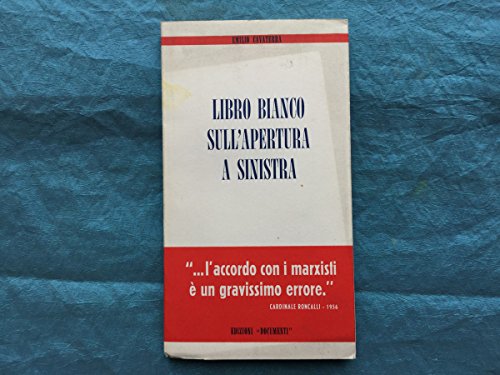 EMILIO CAVATERRA
LIBRO BIANCO
SULL'APERTURA
A SINISTRA
"...l'accordo con i marxisti
è un gravissimo errore."
CARDINALE RONCALLI - 1956
EDIZIONI "DOCUMENTI"